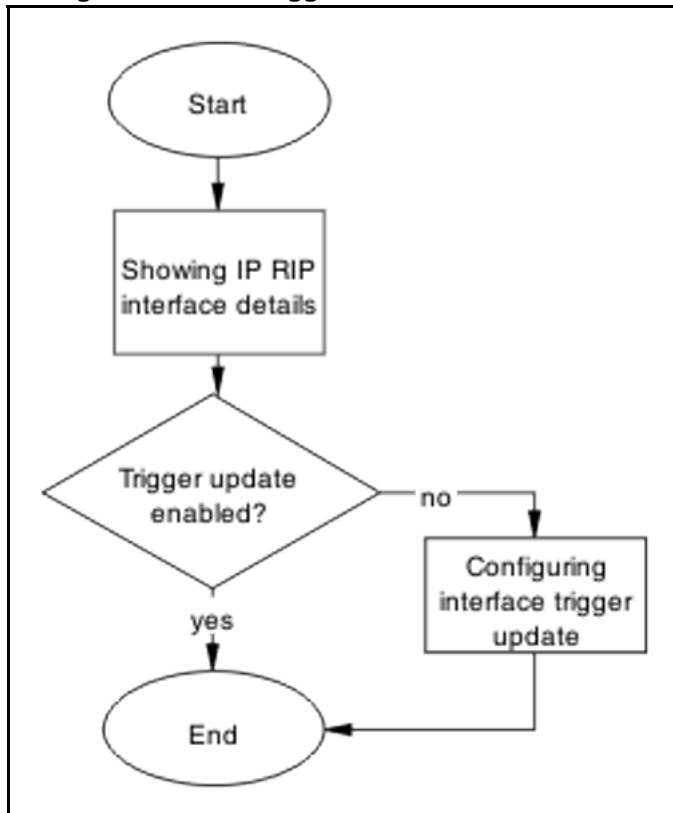 Start
Showing IP RIP
interface details
Trigger update
enabled?
no
Configuring
interface trigger
update
yes
End